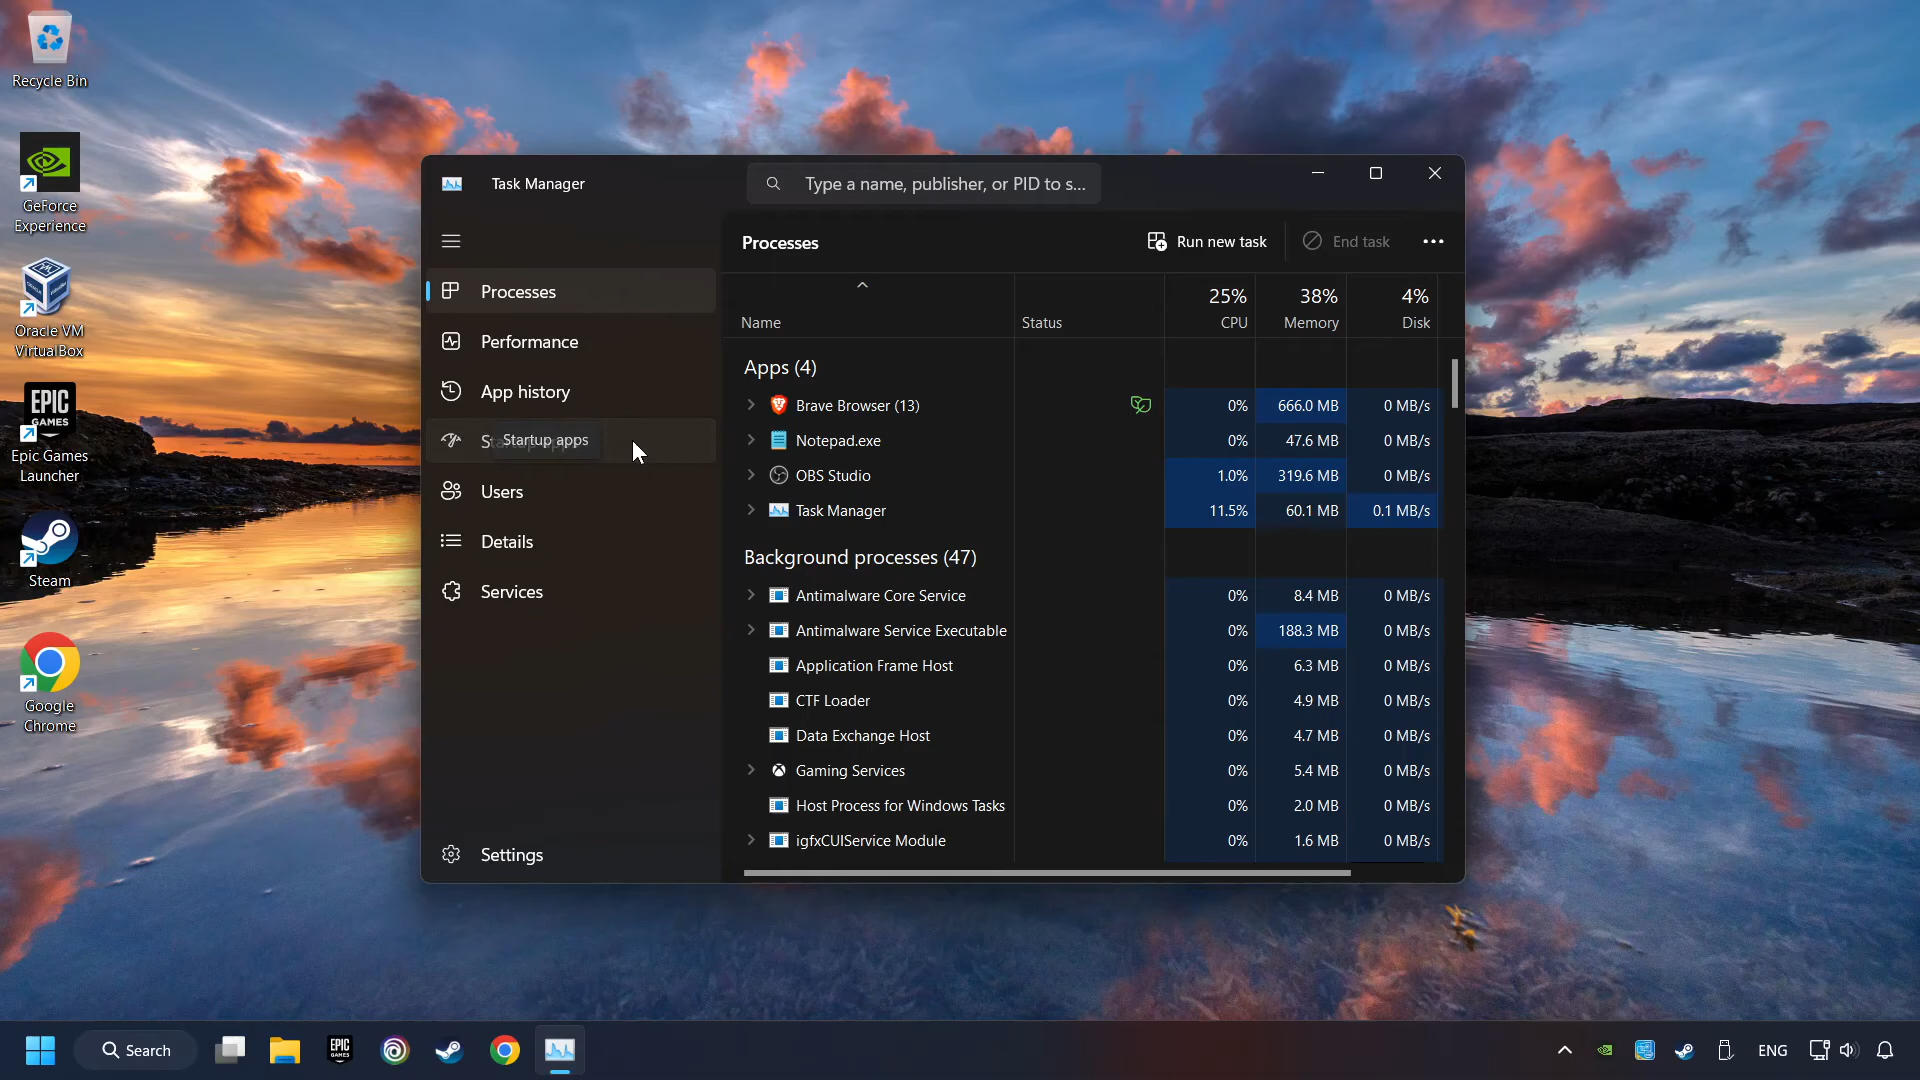 Recycle Bin
GeForce
Experience
Oracle VM
VirtualBox
EPIC
GAMES
Epic Games
Launcher
Steam
Google
Chrome
Task Manager
Type a name, publisher, or PID to s...
Processes
Performance
App history
Startup apps
Users
Details
Services
Settings
Processes
Run new task
End task
25% 38% 4%
Name Status CPU Memory Disk
Apps (4)
Brave Browser (13) 0% 666.0 MB 0 MB/s
Notepad.exe 0% 47.6 MB 0 MB/s
OBS Studio 1.0% 319.6 MB 0 MB/s
Task Manager 11.5% 60.1 MB 0.1 MB/s
Background processes (47)
Antimalware Core Service 0% 8.4 MB 0 MB/s
Antimalware Service Executable 0% 188.3 MB 0 MB/s
Application Frame Host 0% 6.3 MB 0 MB/s
CTF Loader 0% 4.9 MB 0 MB/s
Data Exchange Host 0% 4.7 MB 0 MB/s
Gaming Services 0% 5.4 MB 0 MB/s
Host Process for Windows Tasks 0% 2.0 MB 0 MB/s
igfxCUIService Module 0% 1.6 MB 0 MB/s
Search
EPIC
GAMES
ENG